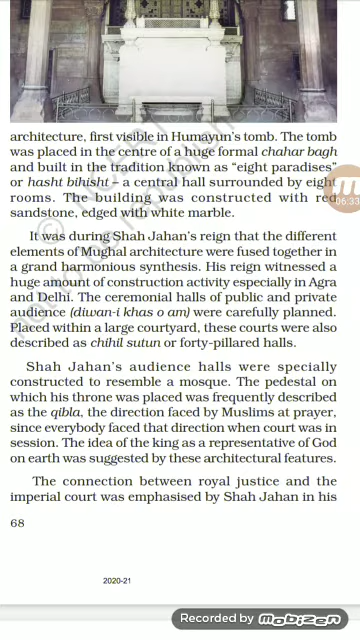 architecture, first visible in Humayun's tomb. The tomb
was placed in the centre of a huge formal chahar bagh
and built in the tradition known as "eight paradises"
or hasht bihisht – a central hall surrounded by eight
rooms. The building was constructed with red
sandstone, edged with white marble.
It was during Shah Jahan's reign that the different
elements of Mughal architecture were fused together in
a grand harmonious synthesis. His reign witnessed a
huge amount of construction activity especially in Agra
and Delhi. The ceremonial halls of public and private
audience (diwan-i khas o am) were carefully planned.
Placed within a large courtyard, these courts were also
described as chihil sutun or forty-pillared halls.
Shah Jahan's audience halls were specially
constructed to resemble a mosque. The pedestal on
which his throne was placed was frequently described
as the qibla, the direction faced by Muslims at prayer,
since everybody faced that direction when court was in
session. The idea of the king as a representative of God
on earth was suggested by these architectural features.
The connection between royal justice and the
imperial court was emphasised by Shah Jahan in his
68
2020-21
06:33
Recorded by mobizen